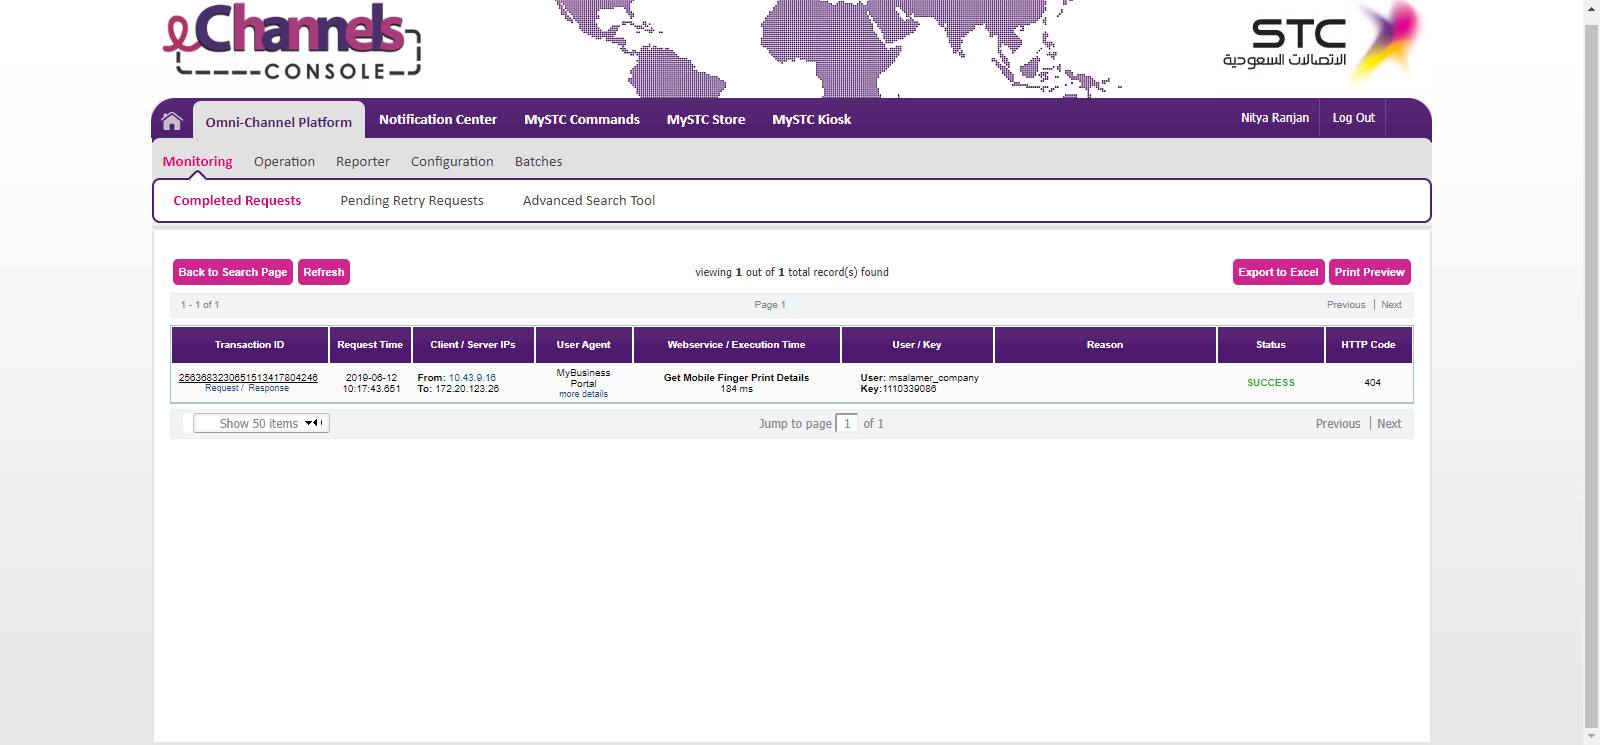 eChannels
CONSOLE
STC
الاتصالات السعودية
Omni-Channel Platform
Notification Center
MySTC Commands
MySTC Store
MySTC Kiosk
Nitya Ranjan
Log Out
Monitoring
Operation
Reporter
Configuration
Batches
Completed Requests
Pending Retry Requests
Advanced Search Tool
Back to Search Page
Refresh
viewing 1 out of 1 total record(s) found
Export to Excel
Print Preview
1 - 1 of 1
Page 1
Previous | Next
Transaction ID
Request Time
Client / Server IPs
User Agent
Webservice / Execution Time
User / Key
Reason
Status
HTTP Code
2563683230651513417804246
Request / Response
2019-06-12
10:17:43.651
From: 10.43.9.16
To: 172.20.123.26
MyBusiness
Portal
more details
Get Mobile Finger Print Details
184 ms
User: msalamer_company
Key:1110339086
SUCCESS
404
Show 50 items
Jump to page 1 of 1
Previous | Next